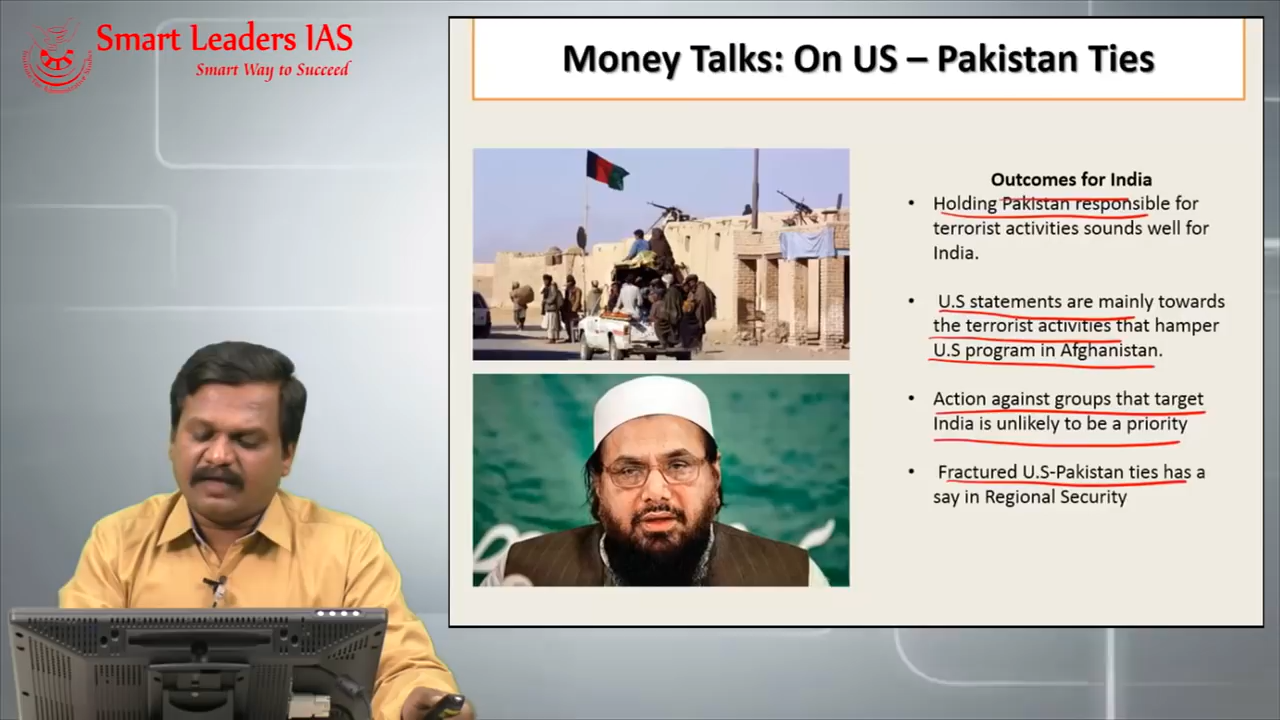 Smart Leaders IAS
Smart Way to Succeed
Money Talks: On US – Pakistan Ties
Outcomes for India
• Holding Pakistan responsible for
terrorist activities sounds well for
India.
• U.S statements are mainly towards
the terrorist activities that hamper
U.S program in Afghanistan.
• Action against groups that target
India is unlikely to be a priority
• Fractured U.S-Pakistan ties has a
say in Regional Security